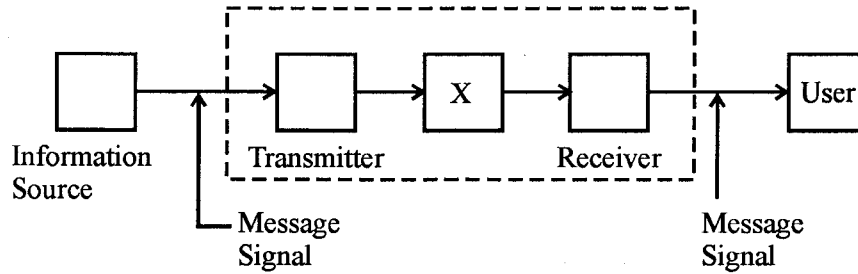 X
User
Information
Source
Transmitter
Receiver
Message
Signal
Message
Signal